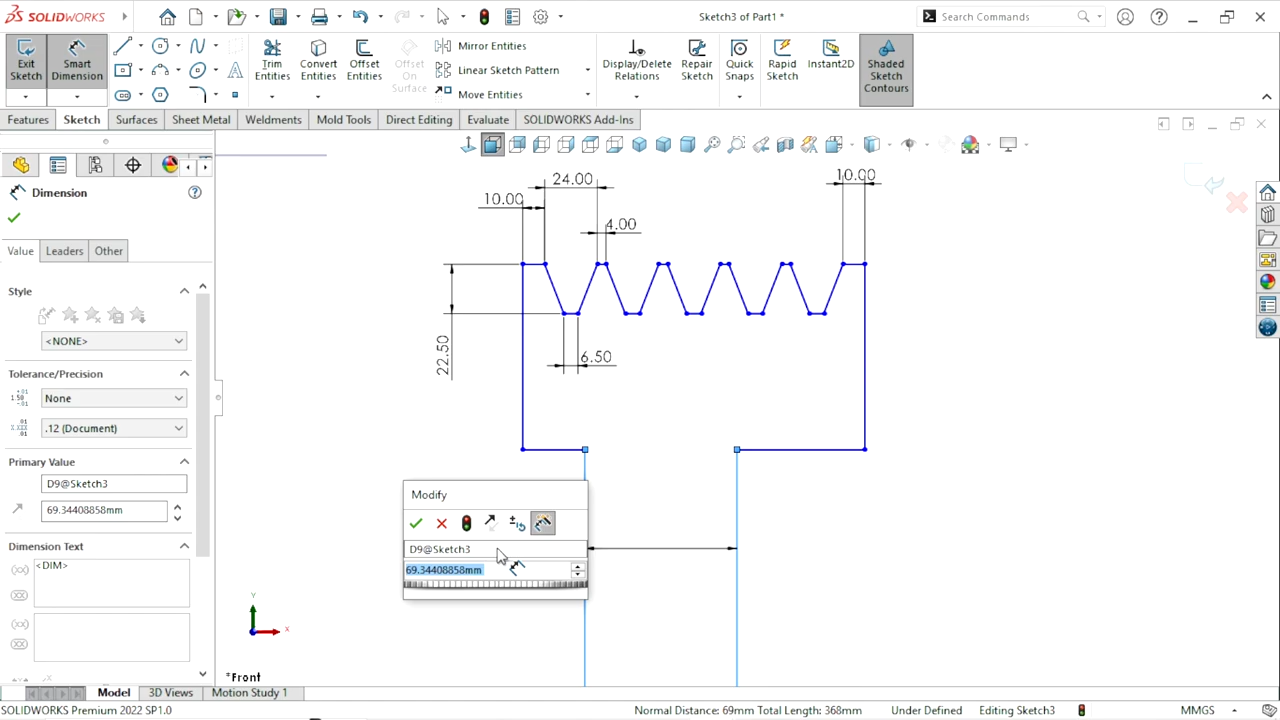 SOLIDWORKS
Sketch3 of Part1 *
Search Commands
Exit Sketch
Smart Dimension
Trim Entities
Convert Entities
Offset Entities
Offset On Surface
Mirror Entities
Linear Sketch Pattern
Move Entities
Display/Delete Relations
Repair Sketch
Quick Snaps
Rapid Sketch
Instant2D
Shaded Sketch Contours
Features Sketch Surfaces Sheet Metal Weldments Mold Tools Direct Editing Evaluate SOLIDWORKS Add-Ins
Dimension
Value Leaders Other
Style
<NONE>
Tolerance/Precision
None
.12 (Document)
Primary Value
D9@Sketch3
69.34408858mm
Dimension Text
<DIM>
24.00
10.00
10.00
4.00
22.50
6.50
Modify
D9@Sketch3
69.34408858mm
Y
X
*Front
Model 3D Views Motion Study 1
SOLIDWORKS Premium 2022 SP1.0
Normal Distance: 69mm Total Length: 368mm Under Defined Editing Sketch3 MMGS